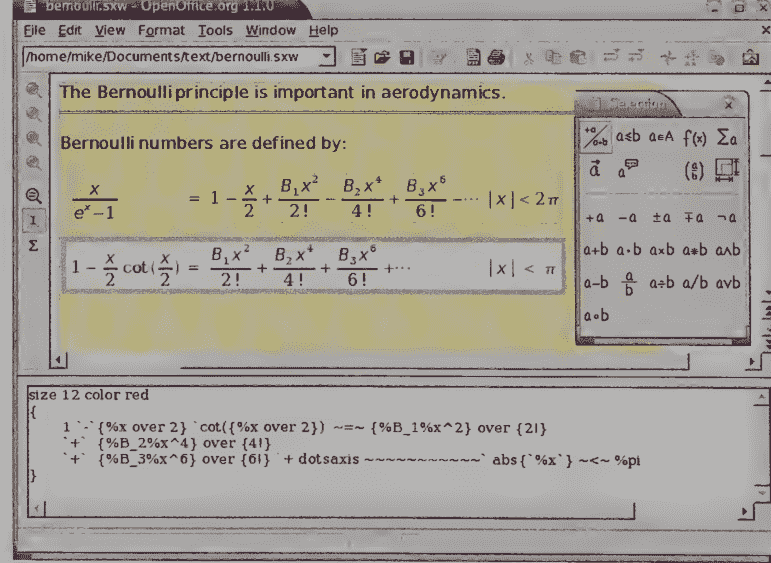 bernoulli.sxw - OpenOffice.org 1.1.0
File Edit View Format Tools Window Help
/home/mike/Documents/text/bernoulli.sxw
The Bernoulli principle is important in aerodynamics.
Selection
Bernoulli numbers are defined by:
x/(eˣ−1) = 1 − x/2 + B₁x²/2! − B₂x⁴/4! + B₃x⁶/6! −⋯ |x| < 2π
1 − x/2 cot(x/2) = B₁x²/2! + B₂x⁴/4! + B₃x⁶/6! +⋯ |x| < π
+a/a+b a≤b a∈A f(x) Σa
+a −a ±a ∓a ¬a
a+b a·b a×b a∗b a∧b
a−b a/b a÷b a/b a∨b
a∘b
size 12 color red
{
1 `-`{%x over 2} `cot({%x over 2}) ~=~ {%B_1%x^2} over {2!}
`+` {%B_2%x^4} over {4!}
`+` {%B_3%x^6} over {6!} `+ dotsaxis ~~~~~~~~~~~` abs{`%x`} ~<~ %pi
}